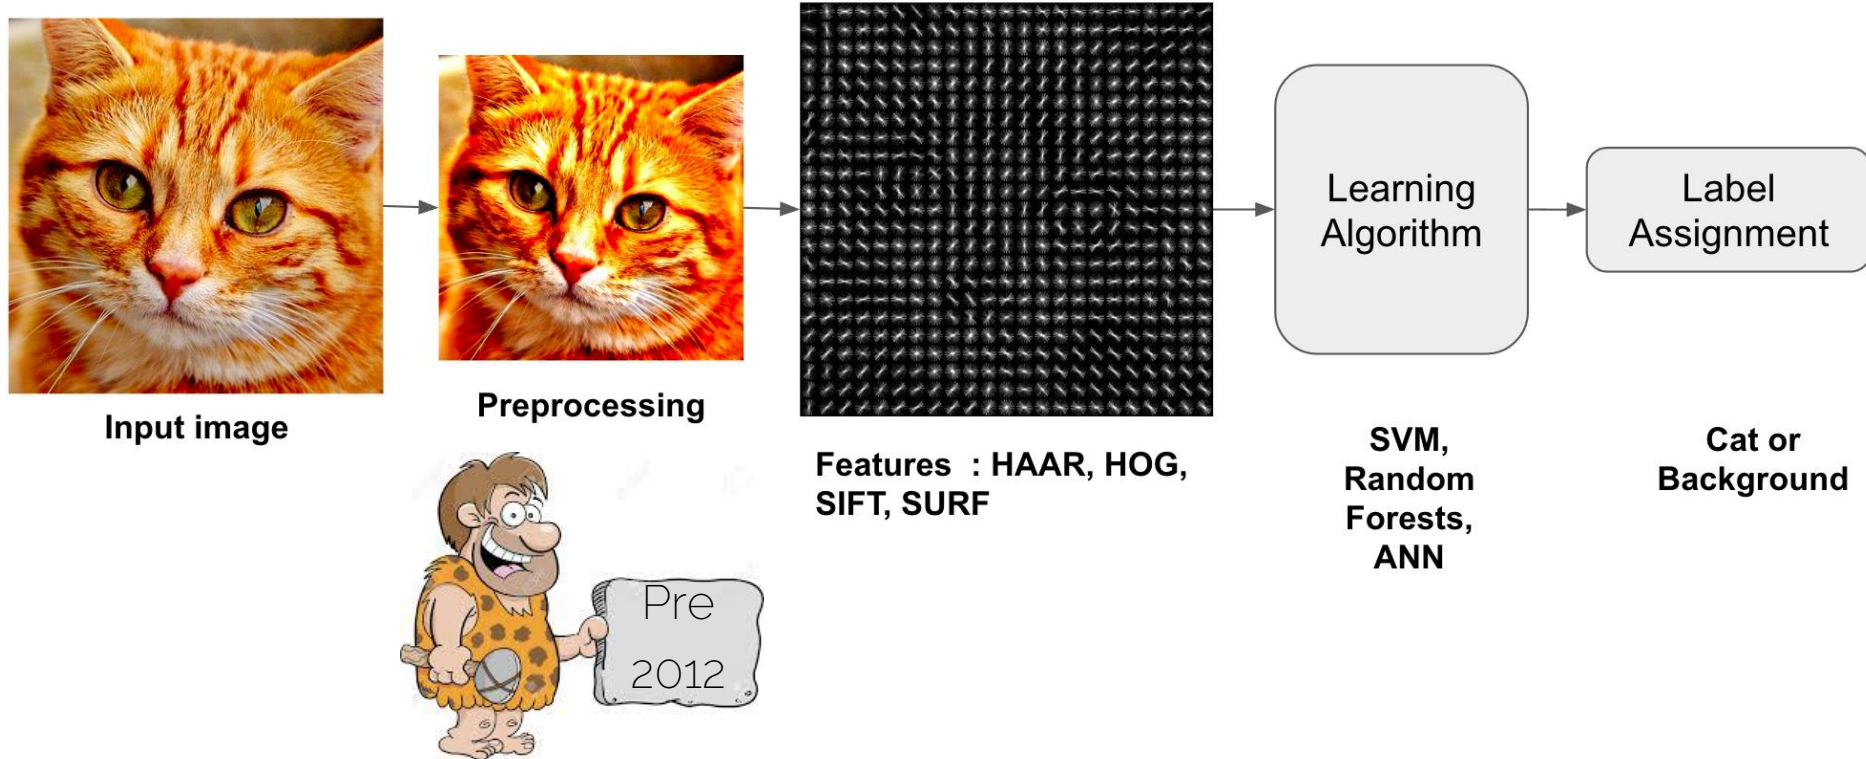 Input image
Preprocessing
Features : HAAR, HOG,
SIFT, SURF
Learning
Algorithm
SVM,
Random
Forests,
ANN
Label
Assignment
Cat or
Background
Pre
2012